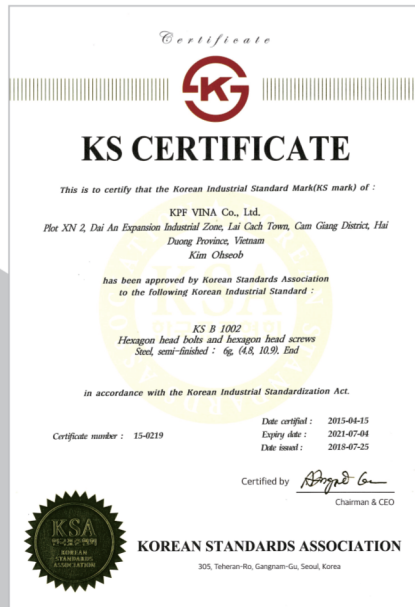 Certificate
KS CERTIFICATE
This is to certify that the Korean Industrial Standard Mark(KS mark) of :
KPF VINA Co., Ltd.
Plot XN 2, Dai An Expansion Industrial Zone, Lai Cach Town, Cam Giang District, Hai
Duong Province, Vietnam
Kim Ohseob
has been approved by Korean Standards Association
to the following Korean Industrial Standard :
KS B 1002
Hexagon head bolts and hexagon head screws
Steel, semi-finished : 6g, (4.8, 10.9), End
in accordance with the Korean Industrial Standardization Act.
Certificate number : 15-0219
Date certified : 2015-04-15
Expiry date : 2021-07-04
Date issued : 2018-07-25
Certified by
Chairman & CEO
KSA
KOREAN
STANDARDS
ASSOCIATION
KOREAN STANDARDS ASSOCIATION
305, Teheran-Ro, Gangnam-Gu, Seoul, Korea